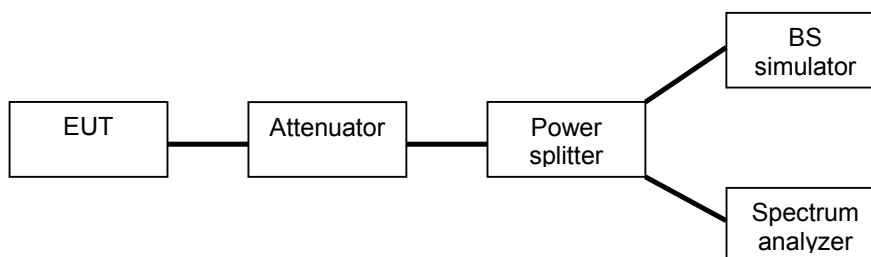 EUT
Attenuator
Power
splitter
BS
simulator
Spectrum
analyzer